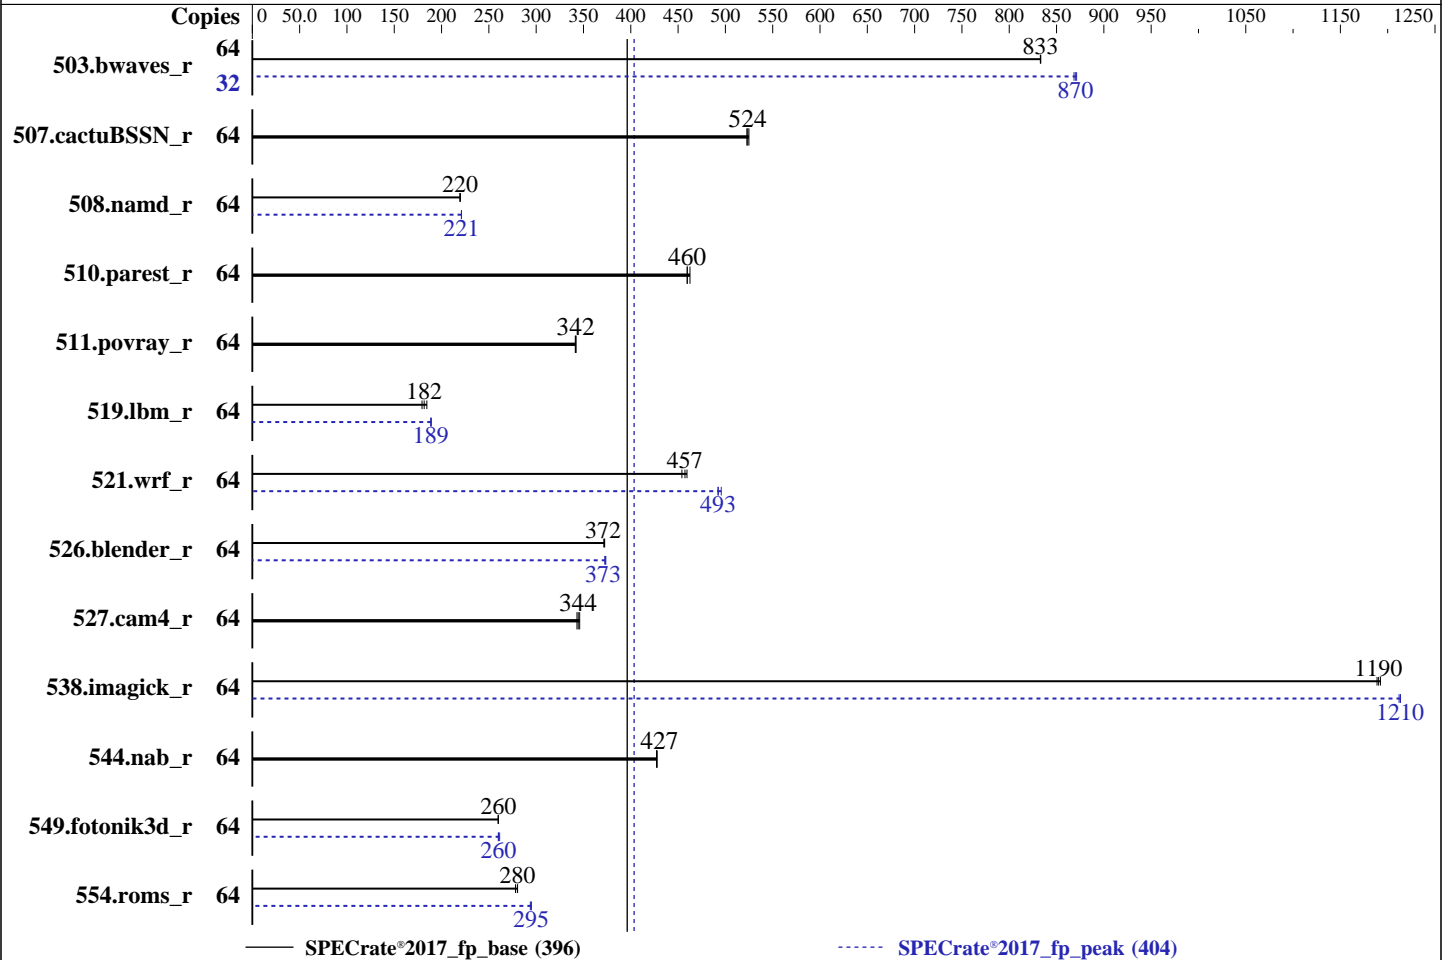 Copies 0 50.0 100 150 200 250 300 350 400 450 500 550 600 650 700 750 800 850 900 950 1050 1150 1250
503.bwaves_r 64 833
32 870
507.cactuBSSN_r 64 524
508.namd_r 64 220
221
510.parest_r 64 460
511.povray_r 64 342
519.lbm_r 64 182
189
521.wrf_r 64 457
493
526.blender_r 64 372
373
527.cam4_r 64 344
538.imagick_r 64 1190
1210
544.nab_r 64 427
549.fotonik3d_r 64 260
260
554.roms_r 64 280
295
SPECrate®2017_fp_base (396) SPECrate®2017_fp_peak (404)